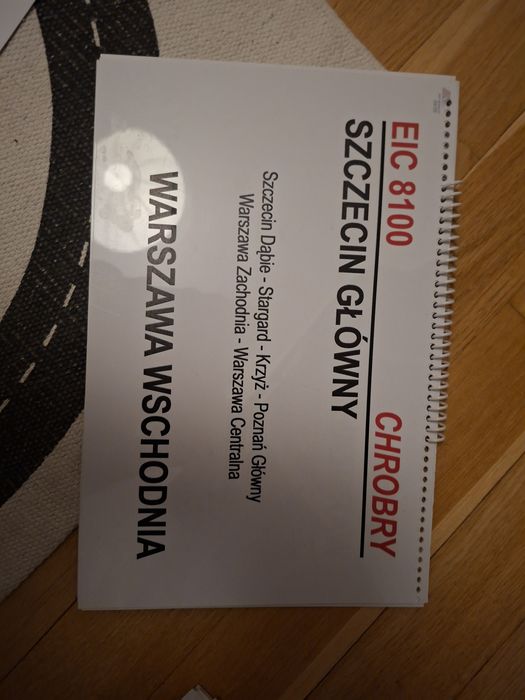 EIC 8100 CHROBRY
SZCZECIN GŁÓWNY
Szczecin Dąbie - Stargard - Krzyż - Poznań Główny
Warszawa Zachodnia - Warszawa Centralna
WARSZAWA WSCHODNIA